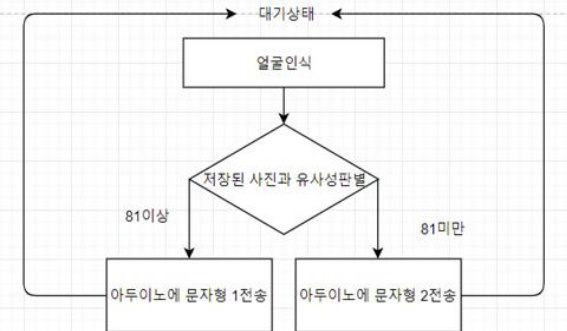 대기상태
얼굴인식
저장된 사진과 유사성판별
81이상
81미만
아두이노에 문자형 1전송
아두이노에 문자형 2전송